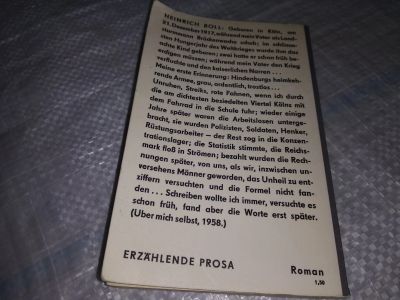 HEINRICH BÖLL: Geboren in Köln, am
21. Dezember 1917, während mein Vater als Land-
sturmmann Brückenwache schob; im schlimm-
sten Hungerjahr des Weltkrieges wurde ihm das
achte Kind geboren; zwei hatte er schon früh be-
erdigen müssen; während mein Vater den Krieg
verfluchte und den kaiserlichen Narren ...
Meine erste Erinnerung: Hindenburgs heimkeh-
rende Armee, grau, ordentlich, trostlos ...
Unruhen, Streiks, rote Fahnen, wenn ich durch
die am dichtesten besiedelten Viertel Kölns mit
dem Fahrrad in die Schule fuhr; wieder einige
Jahre später waren die Arbeitslosen unterge-
bracht, sie wurden Polizisten, Soldaten, Henker,
Rüstungsarbeiter – der Rest zog in die Konzen-
trationslager; die Statistik stimmte, die Reichs-
mark floß in Strömen; bezahlt wurden die Rech-
nungen später, von uns, als wir, inzwischen un-
versehens Männer geworden, das Unheil zu ent-
ziffern versuchten und die Formel nicht fan-
den ... Schreiben wollte ich immer, versuchte es
schon früh, fand aber die Worte erst später.
(Über mich selbst, 1958.)
ERZÄHLENDE PROSA
Roman
1,50